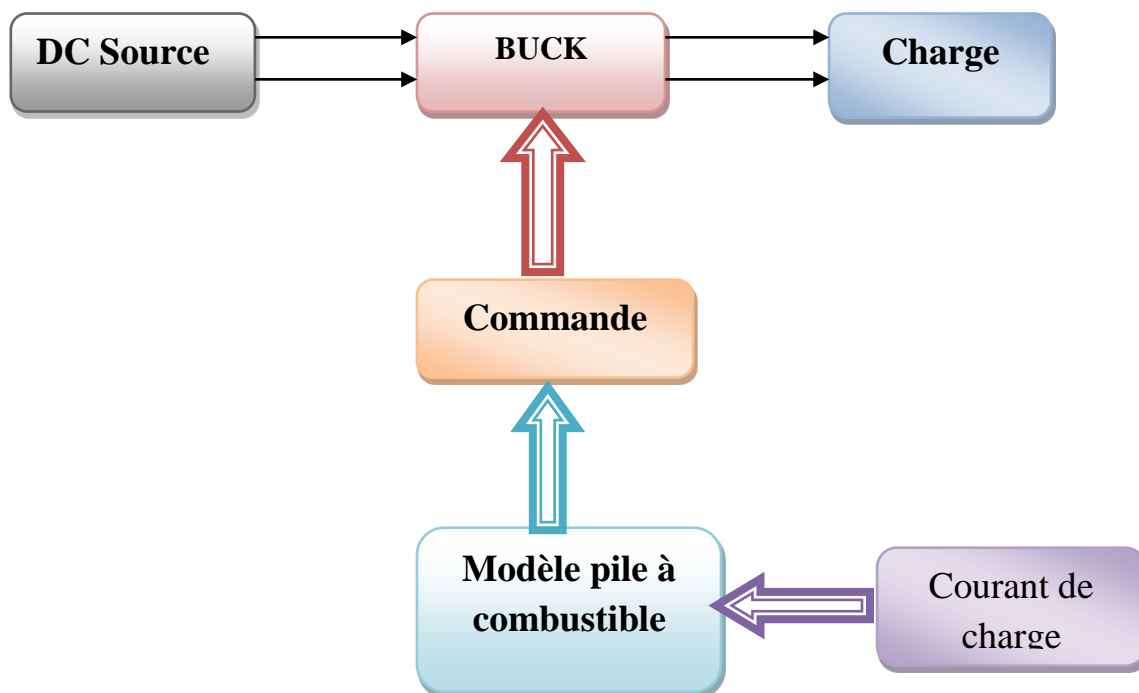 DC Source
BUCK
Charge
Commande
Modèle pile à
combustible
Courant de
charge